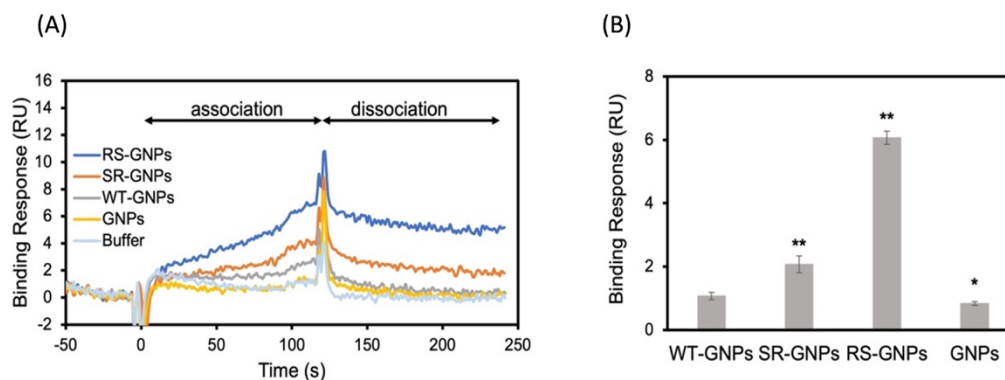 (A)
16
14
12
10
8
6
4
2
0
-2
Binding Response (RU)
association
dissociation
RS-GNPs
SR-GNPs
WT-GNPs
GNPs
Buffer
-50
0
50
100
150
200
250
Time (s)
(B)
8
6
4
2
0
Binding Response (RU)
**
**
*
WT-GNPs SR-GNPs RS-GNPs GNPs